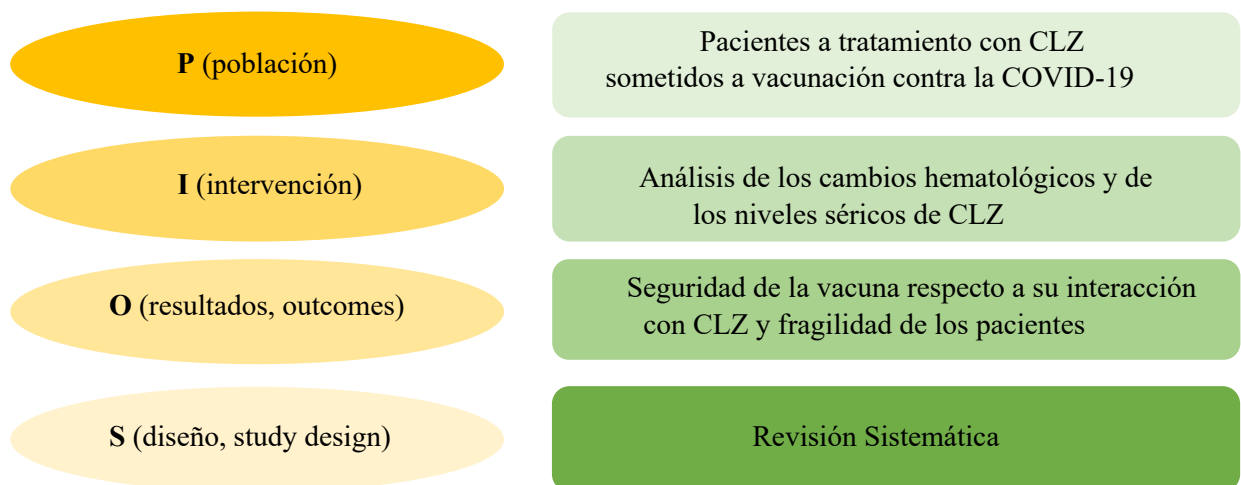 P (población)
Pacientes a tratamiento con CLZ
sometidos a vacunación contra la COVID-19
I (intervención)
Análisis de los cambios hematológicos y de
los niveles séricos de CLZ
O (resultados, outcomes)
Seguridad de la vacuna respecto a su interacción
con CLZ y fragilidad de los pacientes
S (diseño, study design)
Revisión Sistemática